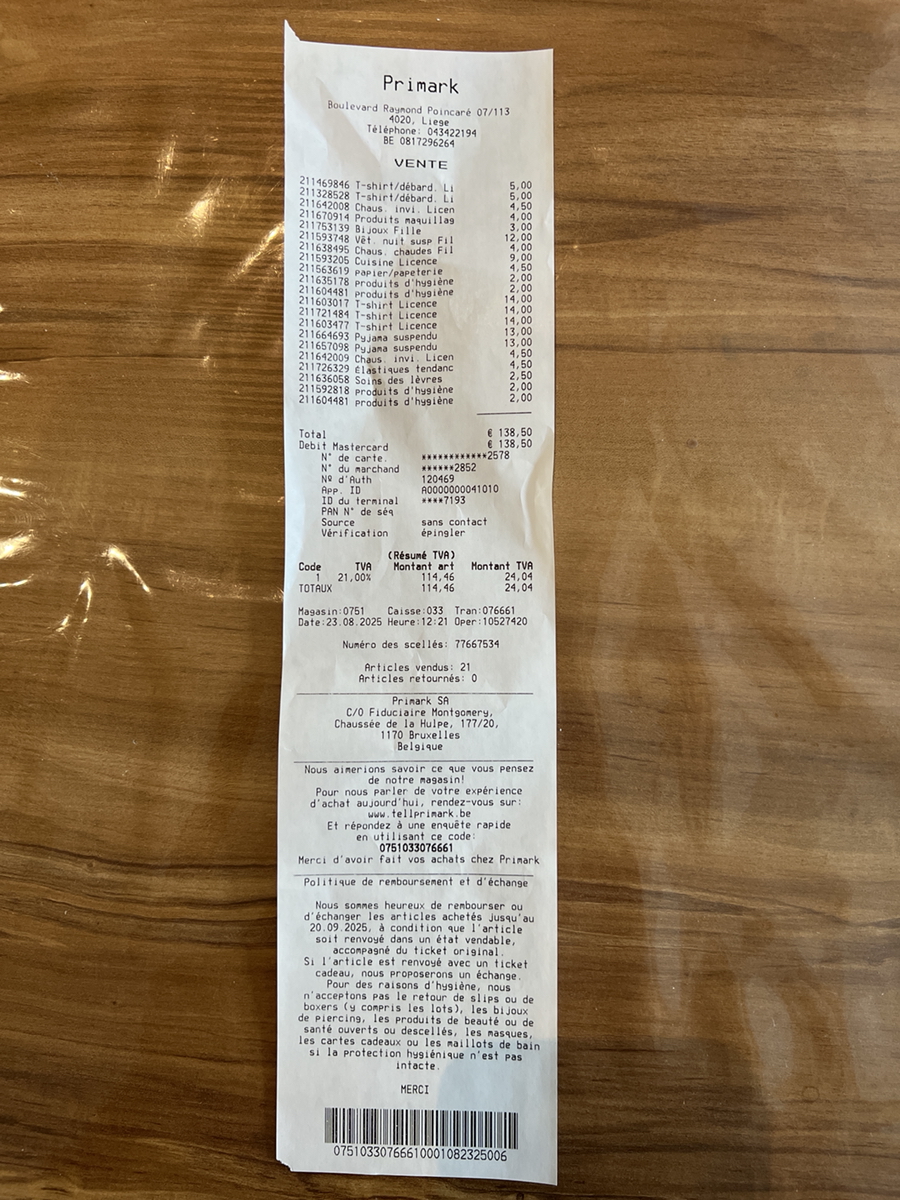 Primark
Boulevard Raymond Poincaré 07/113
4020, Liege
Téléphone: 043422194
BE 0817296264
VENTE
211469846 T-shirt/débard. Li 5,00
211328528 T-shirt/débard. Li 5,00
211642008 Chaus. invi. Licen 4,50
211670914 Produits maquillag 4,00
211753139 Bijoux Fille 3,00
211593748 Vêt. nuit susp Fil 12,00
211638495 Chaus. chaudes Fil 4,00
211593205 Cuisine Licence 9,00
211563619 papier/papeterie 4,50
211635178 produits d'hygiène 2,00
211604481 produits d'hygiène 2,00
211603017 T-shirt Licence 14,00
211721484 T-shirt Licence 14,00
211603477 T-shirt Licence 14,00
211664693 Pyjama suspendu 13,00
211657098 Pyjama suspendu 13,00
211642009 Chaus. invi. Licen 4,50
211726329 Élastiques tendanc 4,50
211636058 Soins des lèvres 2,50
211592818 produits d'hygiène 2,00
211604481 produits d'hygiène 2,00
Total € 138,50
Debit Mastercard € 138,50
N° de carte. ************2578
N° du marchand ******2852
Nº d'Auth 120469
App. ID A0000000041010
ID du terminal ****7193
PAN N° de séq
Source sans contact
Vérification épingler
(Résumé TVA)
Code TVA Montant art Montant TVA
1 21,00% 114,46 24,04
TOTAUX 114,46 24,04
Magasin:0751 Caisse:033 Tran:076661
Date:23.08.2025 Heure:12:21 Oper:10527420
Numéro des scellés: 77667534
Articles vendus: 21
Articles retournés: 0
Primark SA
C/O Fiduciaire Montgomery,
Chaussée de la Hulpe, 177/20,
1170 Bruxelles
Belgique
Nous aimerions savoir ce que vous pensez
de notre magasin!
Pour nous parler de votre expérience
d'achat aujourd'hui, rendez-vous sur:
www.tellprimark.be
Et répondez à une enquête rapide
en utilisant ce code:
0751033076661
Merci d'avoir fait vos achats chez Primark
Politique de remboursement et d'échange
Nous sommes heureux de rembourser ou
d'échanger les articles achetés jusqu'au
20.09.2025, à condition que l'article
soit renvoyé dans un état vendable,
accompagné du ticket original.
Si l'article est renvoyé avec un ticket
cadeau, nous proposerons un échange.
Pour des raisons d'hygiène, nous
n'acceptons pas le retour de slips ou de
boxers (y compris les lots), les bijoux
de piercing, les produits de beauté ou de
santé ouverts ou descellés, les masques,
les cartes cadeaux ou les maillots de bain
si la protection hygiénique n'est pas
intacte.
MERCI
07510330766610001082325006